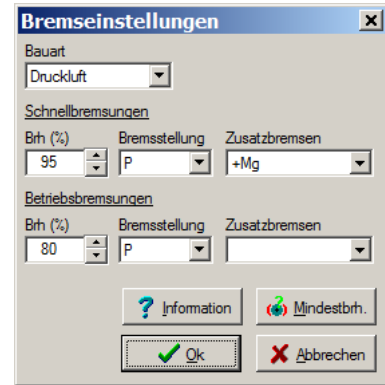 Bremseinstellungen
Bauart
Druckluft
Schnellbremsungen
Brh (%) Bremsstellung Zusatzbremsen
95 P +Mg
Betriebsbremsungen
Brh (%) Bremsstellung Zusatzbremsen
80 P
Information Mindestbrh.
Ok Abbrechen